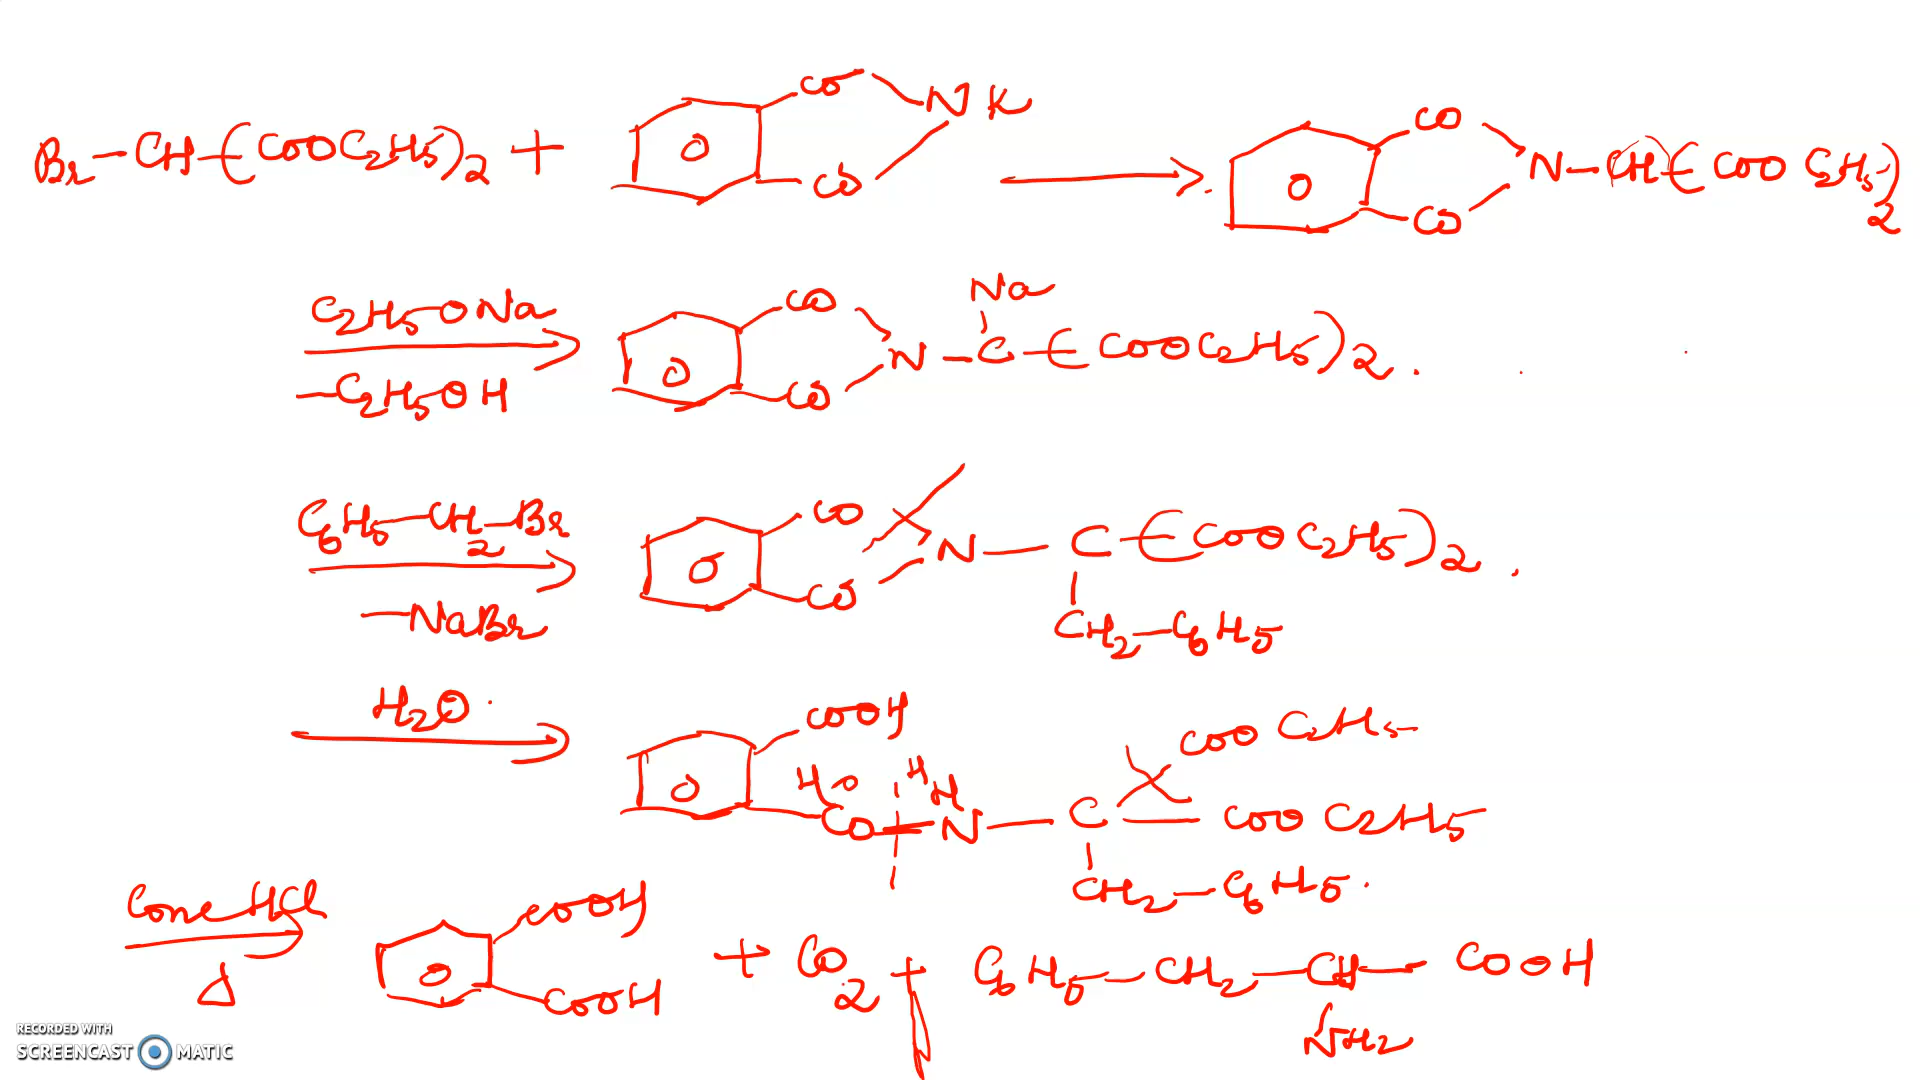 Br-CH-(COOC2H5)2 + CO CO NK → CO CO N-CH(COOC2H5)2
C2H5ONa -C2H5OH → CO CO N-C(Na)-(COOC2H5)2.
C6H5-CH2-Br -NaBr → CO CO N-C-(COOC2H5)2.
CH2-C6H5
H2O → COOH CO-N HO H H C COOC2H5 COOC2H5
CH2-C6H5.
Conc HCl Δ → COOH COOH + CO2 + C6H5-CH2-CH-COOH
NH2
RECORDED WITH
SCREENCAST MATIC